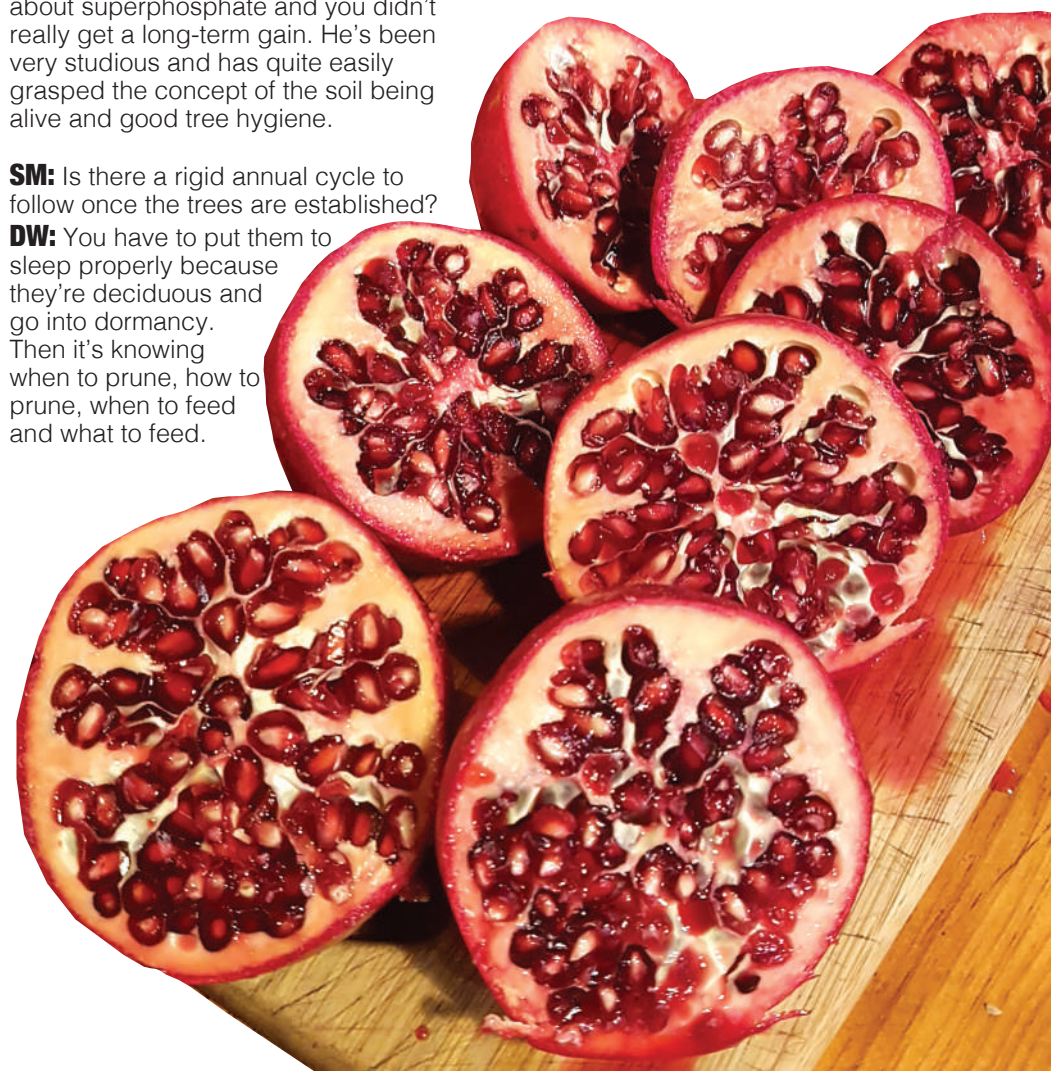 about superphosphate and you didn't
really get a long-term gain. He's been
very studious and has quite easily
grasped the concept of the soil being
alive and good tree hygiene.
SM: Is there a rigid annual cycle to
follow once the trees are established?
DW: You have to put them to
sleep properly because
they're deciduous and
go into dormancy.
Then it's knowing
when to prune, how to
prune, when to feed
and what to feed.